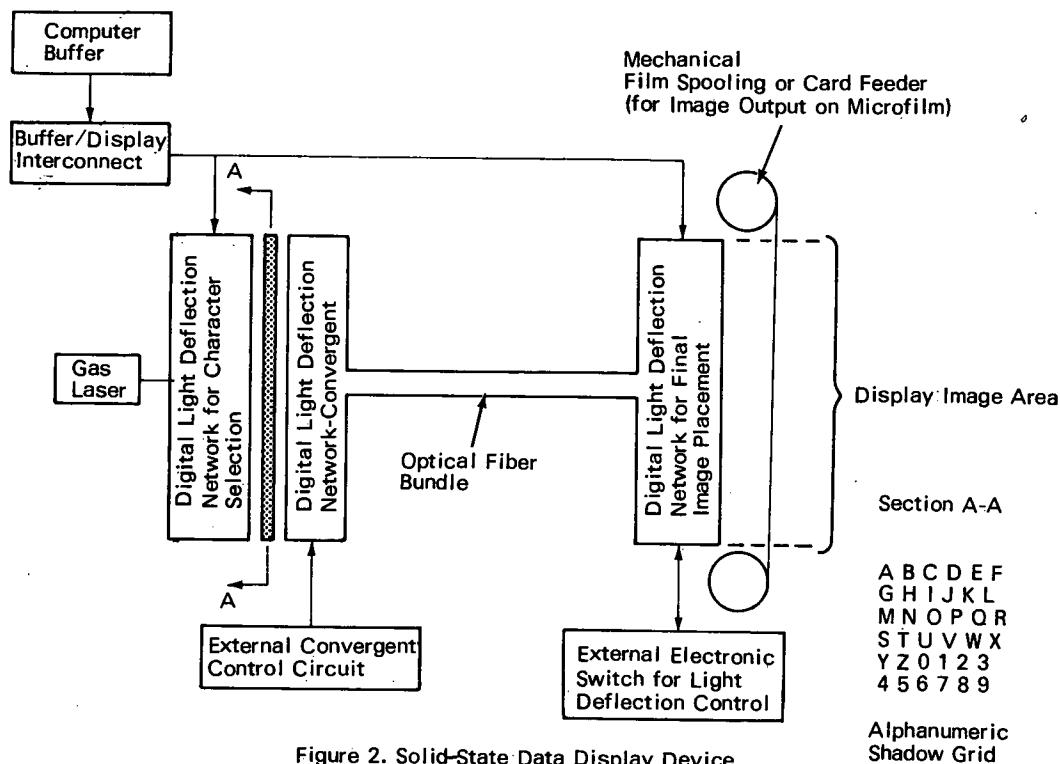 Computer
Buffer
Mechanical
Film Spooling or Card Feeder
(for Image Output on Microfilm)
Buffer/Display
Interconnect
A
Digital Light Deflection
Network for Character
Selection
Digital Light Deflection
Network-Convergent
Digital Light Deflection
Network for Final
Image Placement
Gas
Laser
Display Image Area
Optical Fiber
Bundle
Section A-A
A
A B C D E F
G H I J K L
M N O P Q R
S T U V W X
Y Z 0 1 2 3
4 5 6 7 8 9
External Convergent
Control Circuit
External Electronic
Switch for Light
Deflection Control
Alphanumeric
Shadow Grid
Figure 2. Solid-State Data Display Device